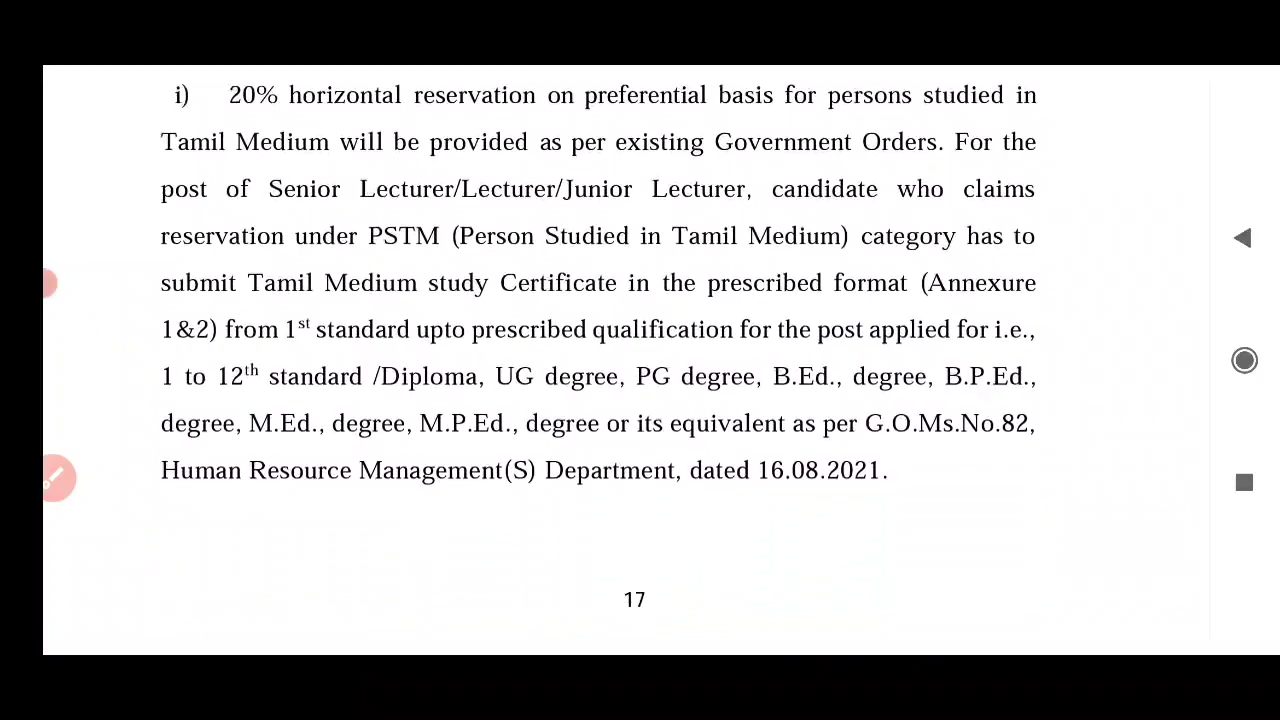 i) 20% horizontal reservation on preferential basis for persons studied in
Tamil Medium will be provided as per existing Government Orders. For the
post of Senior Lecturer/Lecturer/Junior Lecturer, candidate who claims
reservation under PSTM (Person Studied in Tamil Medium) category has to
submit Tamil Medium study Certificate in the prescribed format (Annexure
1&2) from 1st standard upto prescribed qualification for the post applied for i.e.,
1 to 12th standard /Diploma, UG degree, PG degree, B.Ed., degree, B.P.Ed.,
degree, M.Ed., degree, M.P.Ed., degree or its equivalent as per G.O.Ms.No.82,
Human Resource Management(S) Department, dated 16.08.2021.
17